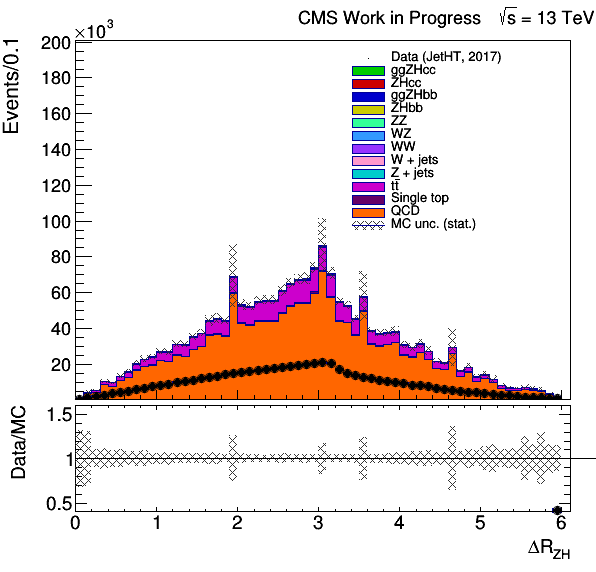 CMS Work in Progress √s = 13 TeV
×10³
Events/0.1
200
180
160
140
120
100
80
60
40
20
Data (JetHT, 2017)
ggZHcc
ZHcc
ggZHbb
ZHbb
ZZ
WZ
WW
W + jets
Z + jets
tt̄
Single top
QCD
MC unc. (stat.)
Data/MC
1.5
1
0.5
0 1 2 3 4 5 6
ΔR_ZH